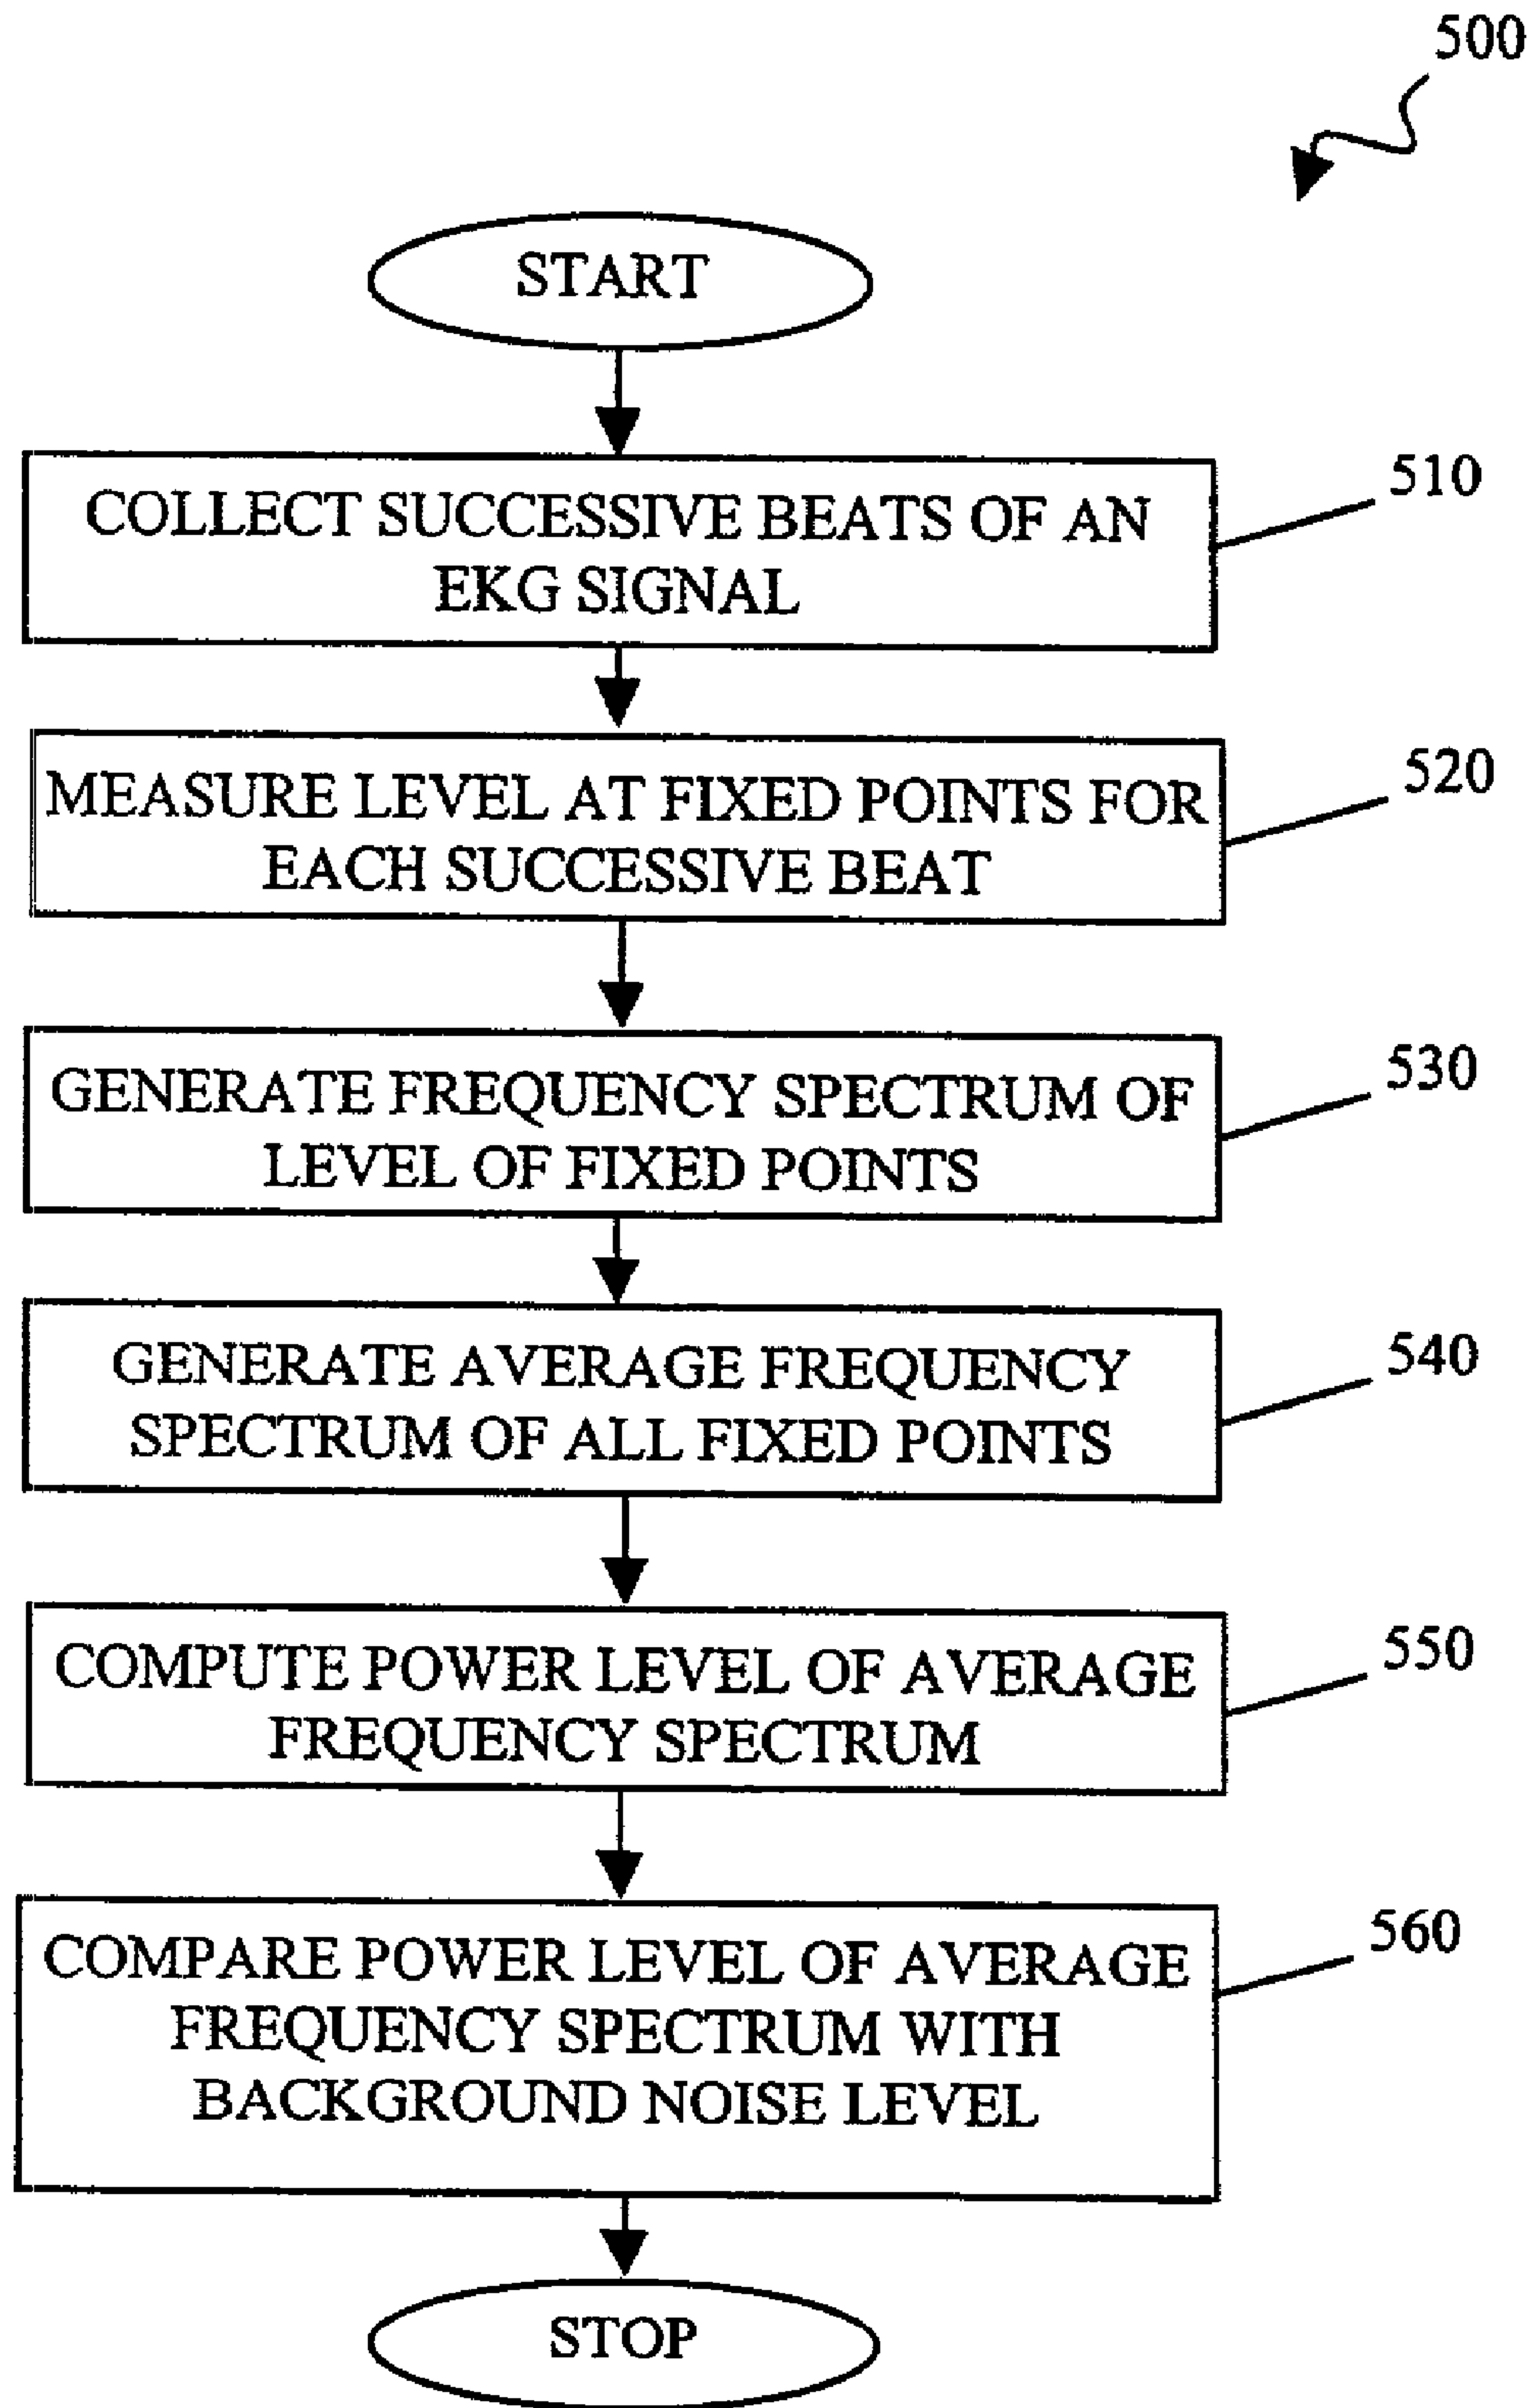 500
START
COLLECT SUCCESSIVE BEATS OF AN
EKG SIGNAL
510
MEASURE LEVEL AT FIXED POINTS FOR
EACH SUCCESSIVE BEAT
520
GENERATE FREQUENCY SPECTRUM OF
LEVEL OF FIXED POINTS
530
GENERATE AVERAGE FREQUENCY
SPECTRUM OF ALL FIXED POINTS
540
COMPUTE POWER LEVEL OF AVERAGE
FREQUENCY SPECTRUM
550
COMPARE POWER LEVEL OF AVERAGE
FREQUENCY SPECTRUM WITH
BACKGROUND NOISE LEVEL
560
STOP